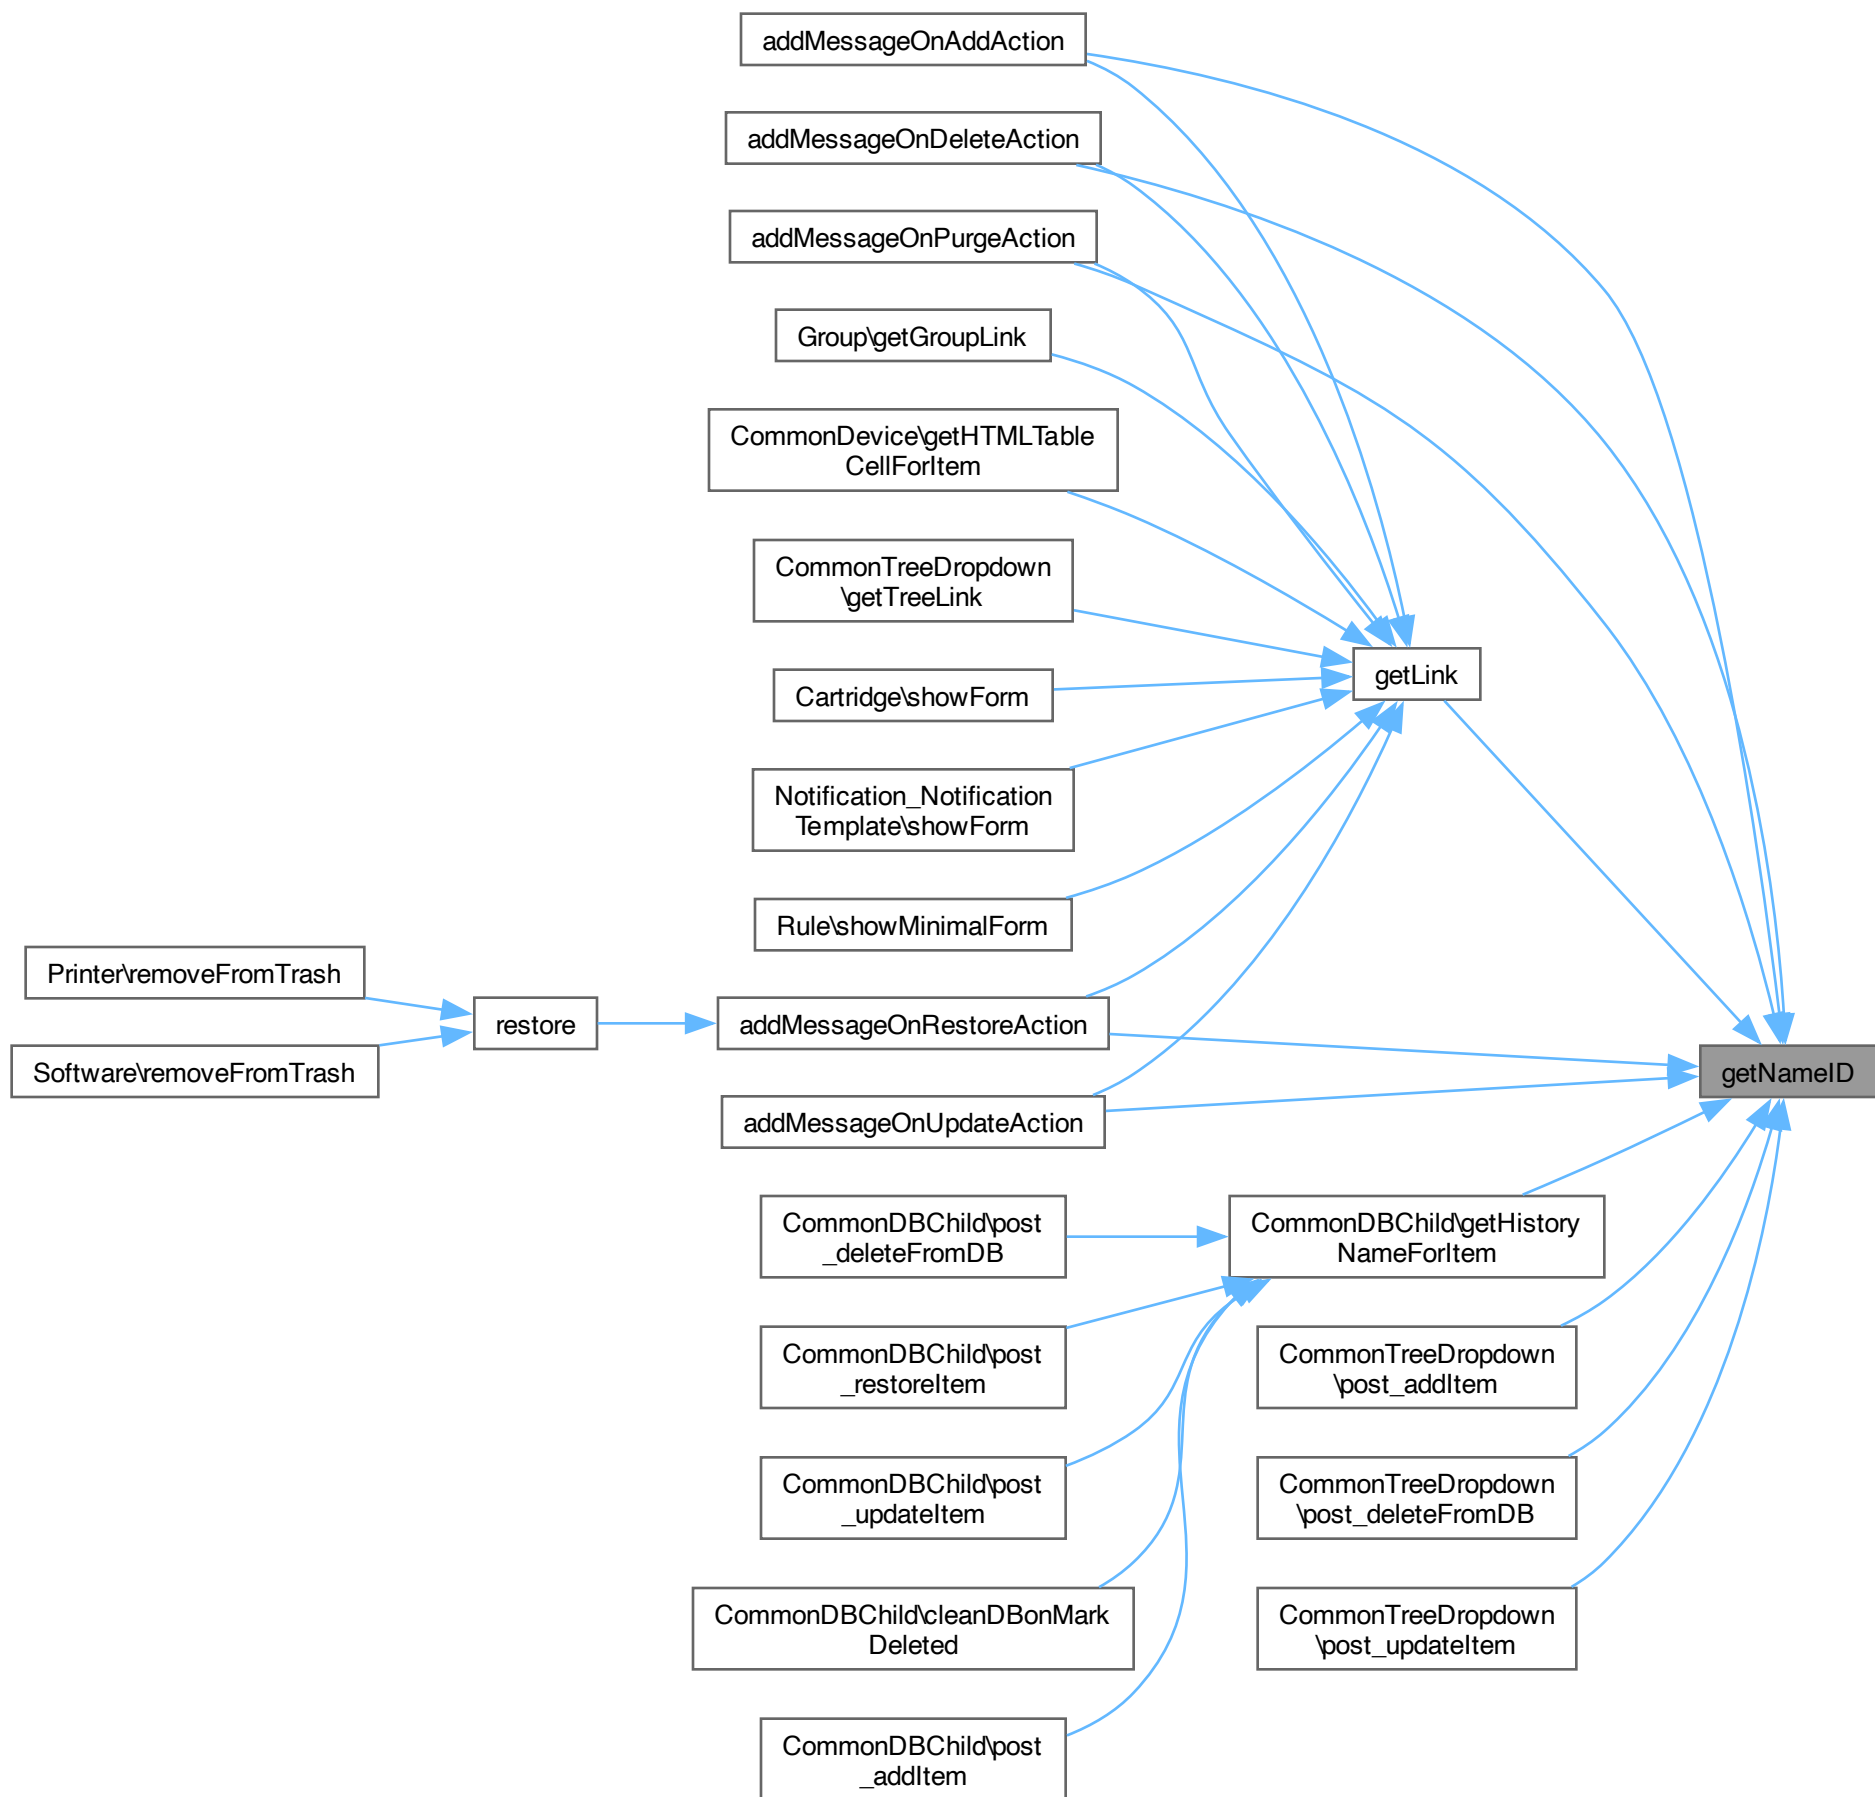 addMessageOnAddAction
addMessageOnDeleteAction
addMessageOnPurgeAction
Group\getGroupLink
CommonDevice\getHTMLTable
CellForItem
CommonTreeDropdown
\getTreeLink
getLink
Cartridge\showForm
Notification_Notification
Template\showForm
Rule\showMinimalForm
Printer\removeFromTrash
restore
addMessageOnRestoreAction
Software\removeFromTrash
getNameID
addMessageOnUpdateAction
CommonDBChild\post
_deleteFromDB
CommonDBChild\getHistory
NameForItem
CommonDBChild\post
_restoreItem
CommonTreeDropdown
\post_addItem
CommonDBChild\post
_updateItem
CommonTreeDropdown
\post_deleteFromDB
CommonDBChild\cleanDBonMark
Deleted
CommonTreeDropdown
\post_updateItem
CommonDBChild\post
_addItem